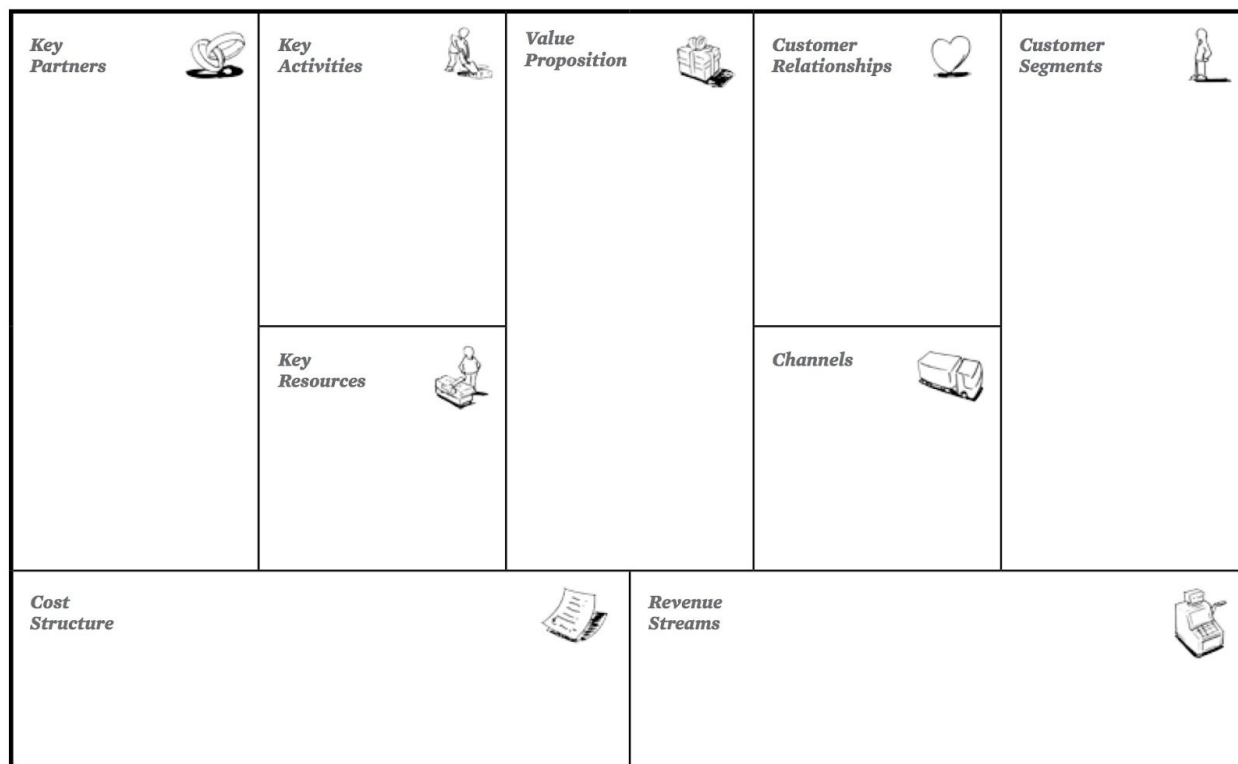 Key
Partners
Key
Activities
Value
Proposition
Customer
Relationships
Customer
Segments
Key
Resources
Channels
Cost
Structure
Revenue
Streams